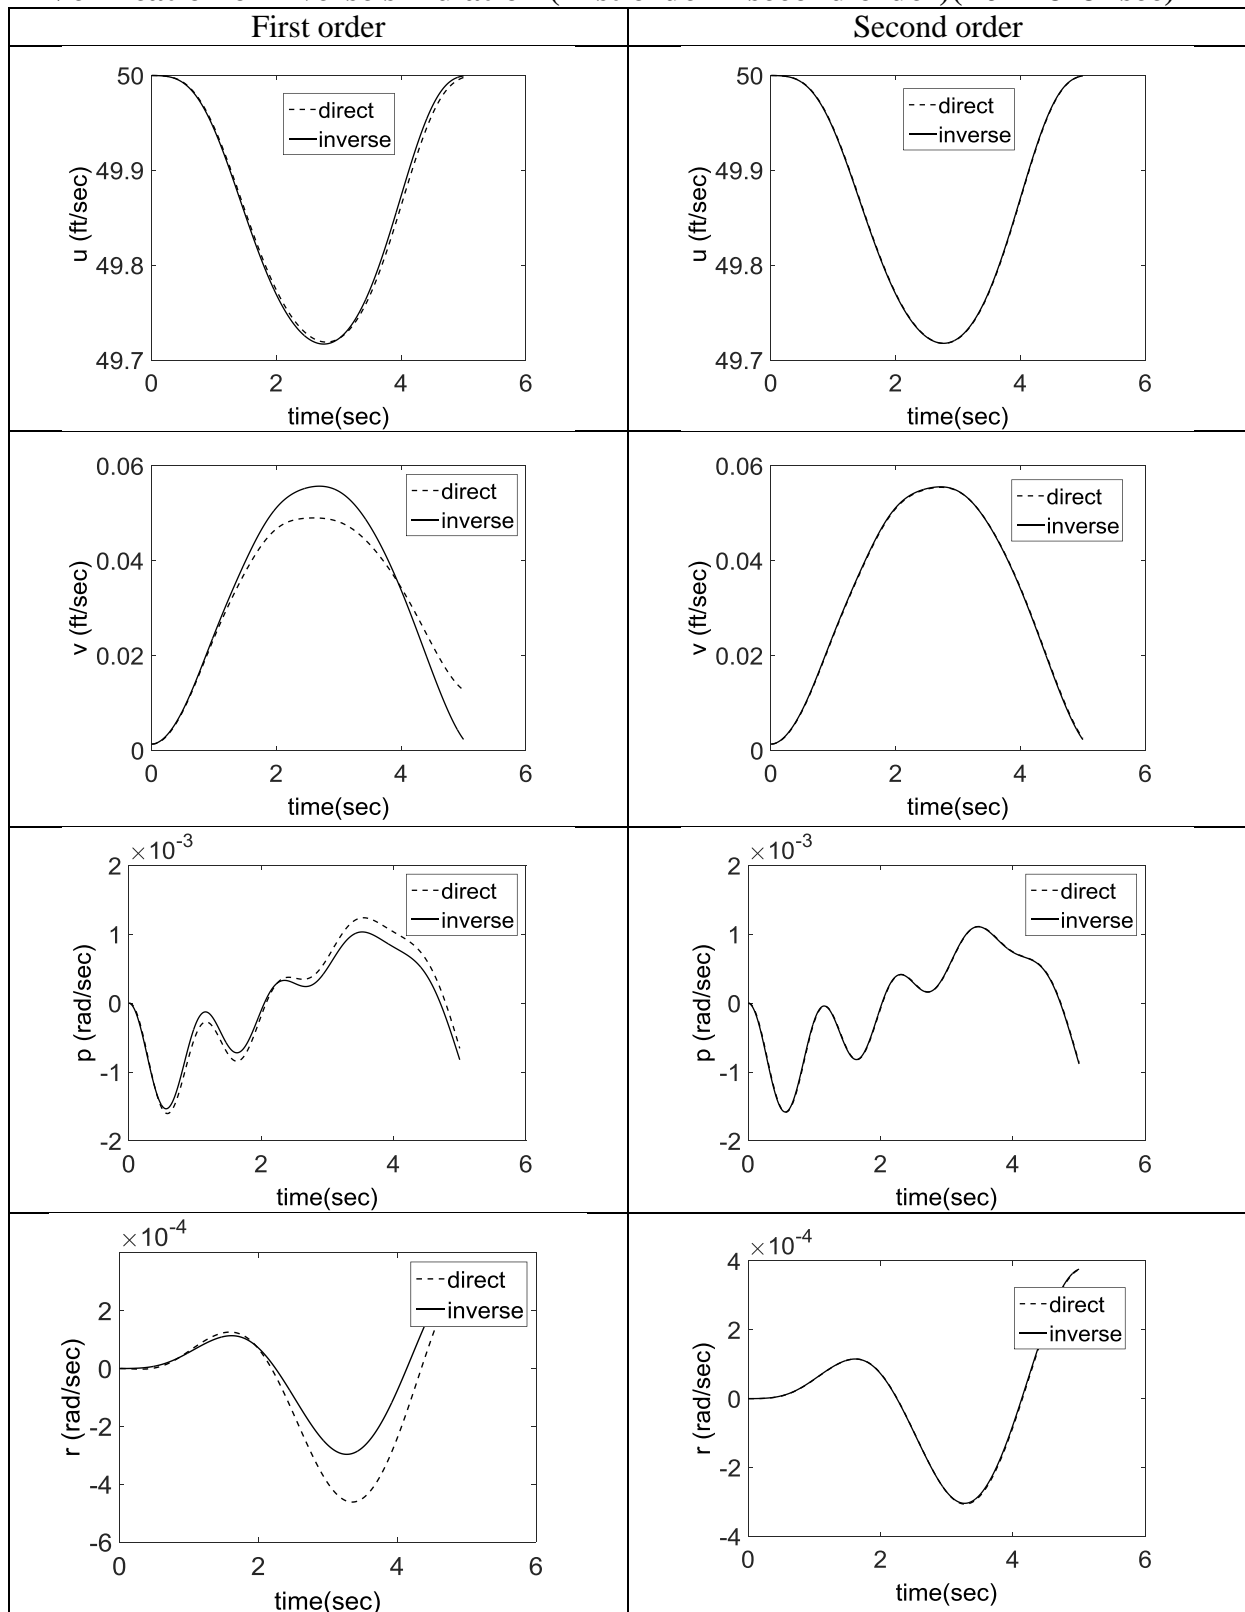 First order
Second order
50
49.9
49.8
49.7
u (ft/sec)
direct
inverse
0 2 4 6
time(sec)
50
49.9
49.8
49.7
u (ft/sec)
direct
inverse
0 2 4 6
time(sec)
0.06
0.04
0.02
0
v (ft/sec)
direct
inverse
0 2 4 6
time(sec)
0.06
0.04
0.02
0
v (ft/sec)
direct
inverse
0 2 4 6
time(sec)
×10-3
2
1
0
-1
-2
p (rad/sec)
direct
inverse
0 2 4 6
time(sec)
×10-3
2
1
0
-1
-2
p (rad/sec)
direct
inverse
0 2 4 6
time(sec)
×10-4
2
0
-2
-4
-6
r (rad/sec)
direct
inverse
0 2 4 6
time(sec)
×10-4
4
2
0
-2
-4
r (rad/sec)
direct
inverse
0 2 4 6
time(sec)